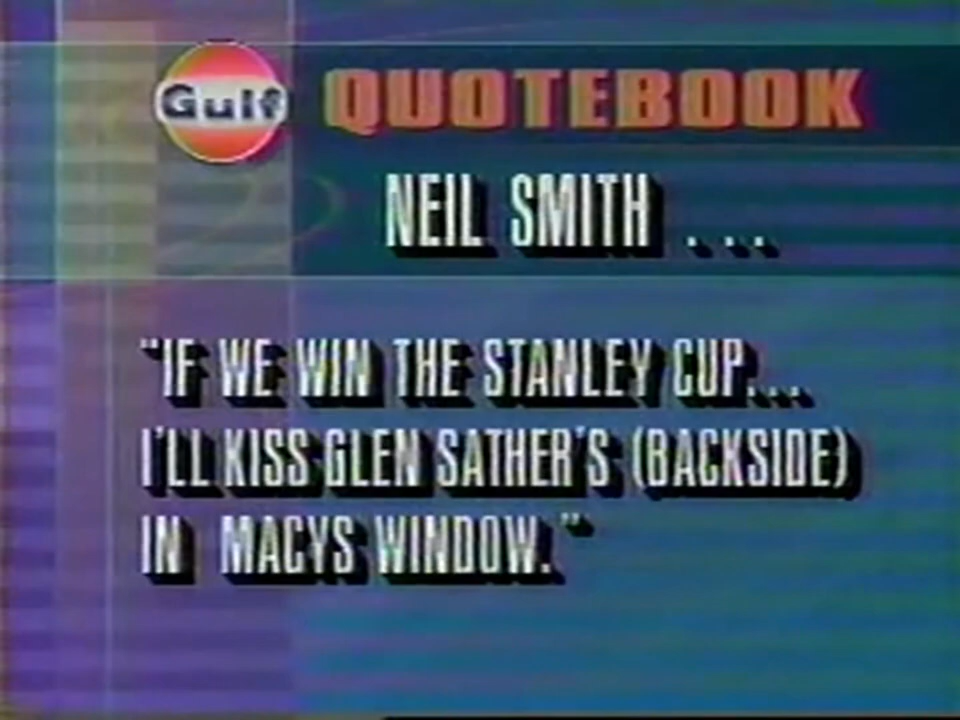 Gulf QUOTEBOOK
NEIL SMITH . . .
"IF WE WIN THE STANLEY CUP...
I'LL KISS GLEN SATHER'S (BACKSIDE)
IN MACYS WINDOW."